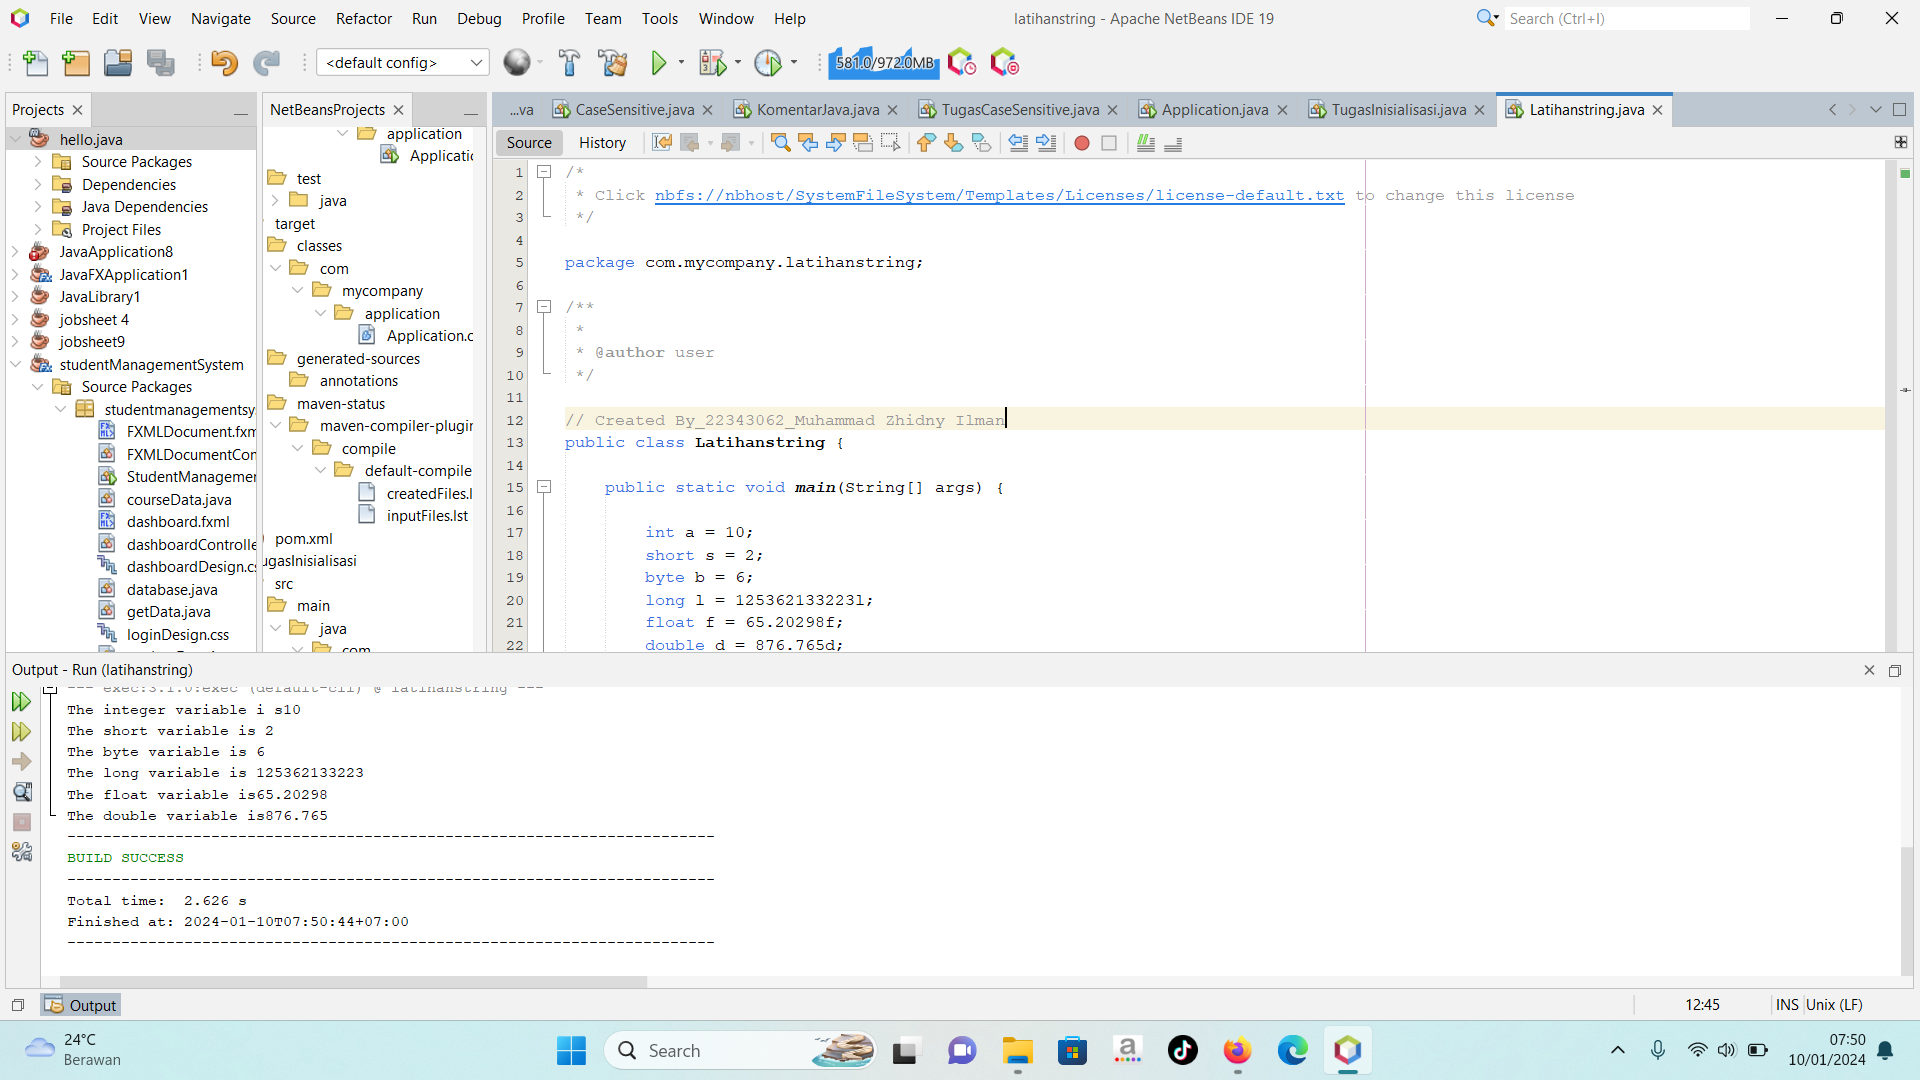 File Edit View Navigate Source Refactor Run Debug Profile Team Tools Window Help
latihanstring - Apache NetBeans IDE 19
Search (Ctrl+I)
<default config>
581.0/972.0MB
Projects
hello.java
Source Packages
Dependencies
Java Dependencies
Project Files
JavaApplication8
JavaFXApplication1
JavaLibrary1
jobsheet 4
jobsheet9
studentManagementSystem
Source Packages
studentmanagementsy
FXMLDocument.fxm
FXMLDocumentCon
StudentManagemen
courseData.java
dashboard.fxml
dashboardControlle
dashboardDesign.cs
database.java
getData.java
loginDesign.css
NetBeansProjects
application
Applicatic
test
java
target
classes
com
mycompany
application
Application.c
generated-sources
annotations
maven-status
maven-compiler-plugin
compile
default-compile
createdFiles.l
inputFiles.lst
pom.xml
ugasInisialisasi
src
main
java
com
...va CaseSensitive.java KomentarJava.java TugasCaseSensitive.java Application.java TugasInisialisasi.java Latihanstring.java
Source History
1 /*
2 * Click nbfs://nbhost/SystemFileSystem/Templates/Licenses/license-default.txt to change this license
3 */
4
5 package com.mycompany.latihanstring;
6
7 /**
8 *
9 * @author user
10 */
11
12 // Created By_22343062_Muhammad Zhidny Ilman
13 public class Latihanstring {
14
15 public static void main(String[] args) {
16
17 int a = 10;
18 short s = 2;
19 byte b = 6;
20 long l = 125362133223l;
21 float f = 65.20298f;
22 double d = 876.765d;
Output - Run (latihanstring)
--- exec:3.1.0:exec (default-cli) @ latihanstring ---
The integer variable i s10
The short variable is 2
The byte variable is 6
The long variable is 125362133223
The float variable is65.20298
The double variable is876.765
------------------------------------------------------------------------
BUILD SUCCESS
------------------------------------------------------------------------
Total time:  2.626 s
Finished at: 2024-01-10T07:50:44+07:00
------------------------------------------------------------------------
Output
12:45 INS Unix (LF)
24°C
Berawan
Search
07:50
10/01/2024